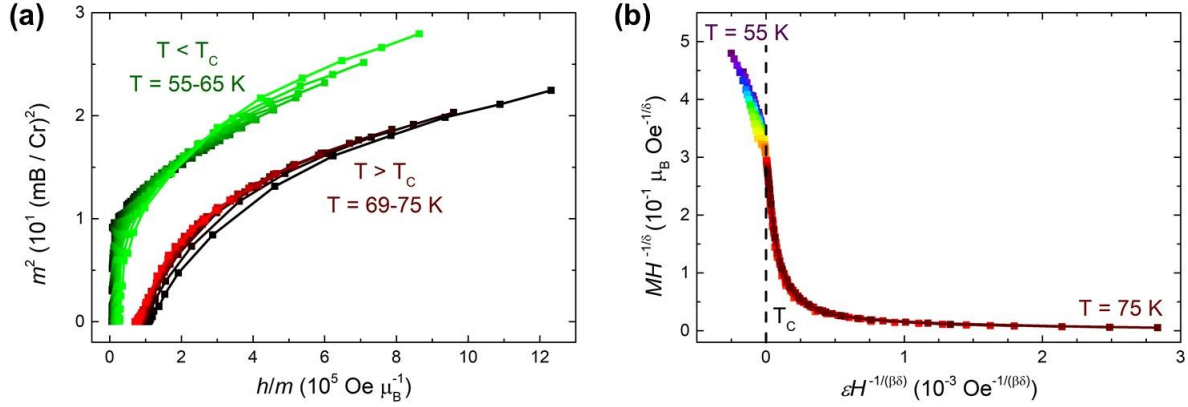 (a)
T < T_C
T = 55-65 K
T > T_C
T = 69-75 K
3
2
1
0
m² (10¹ (mB / Cr)²)
0 2 4 6 8 10 12
h/m (10⁵ Oe μ_B⁻¹)
(b)
T = 55 K
T_C
T = 75 K
5
4
3
2
1
0
MH^{-1/δ} (10⁻¹ μ_B Oe^{-1/δ})
0 1 2 3
εH^{-1/(βδ)} (10⁻³ Oe^{-1/(βδ)})